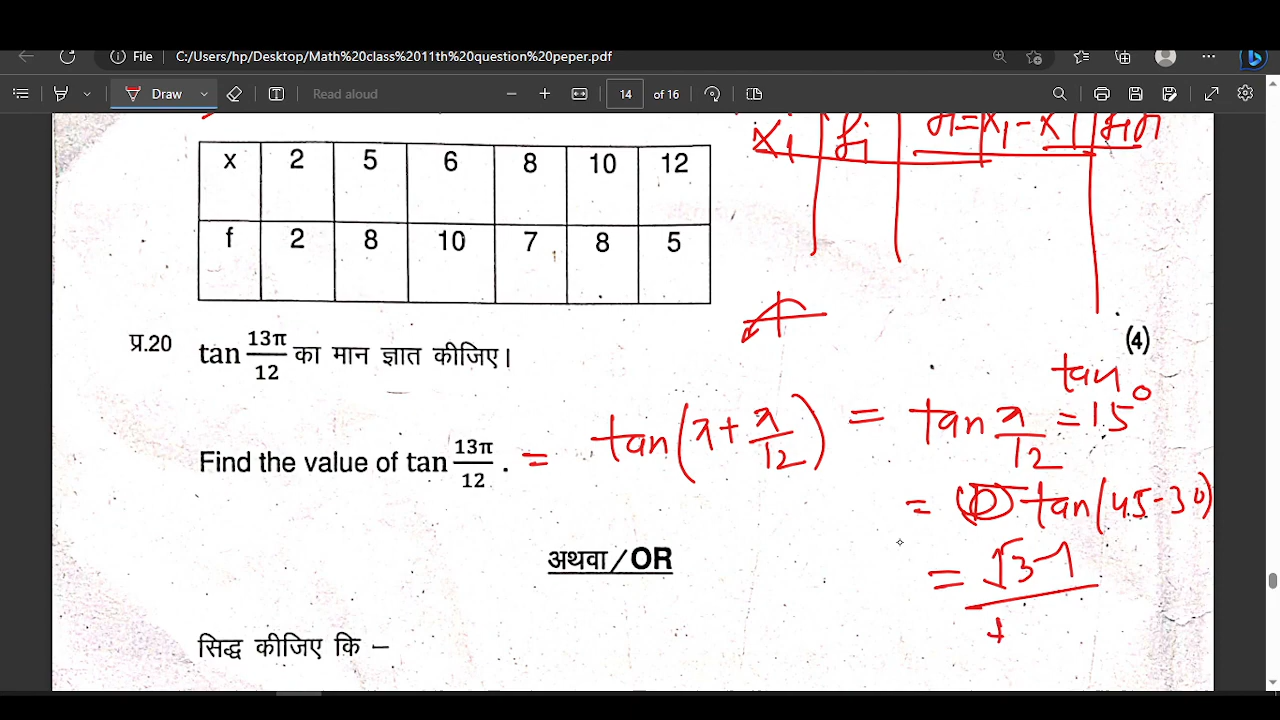 File C:/Users/hp/Desktop/Math%20class%2011th%20question%20peper.pdf
Draw Read aloud 14 of 16
x 2 5 6 8 10 12
f 2 8 10 7 8 5
(4)
प्र.20 tan 13π/12 का मान ज्ञात कीजिए।
Find the value of tan 13π/12 . = tan(π + π/12) = tan π/12 = tan 15°
= tan(45-30)
= √3-1
अथवा/OR
सिद्ध कीजिए कि –